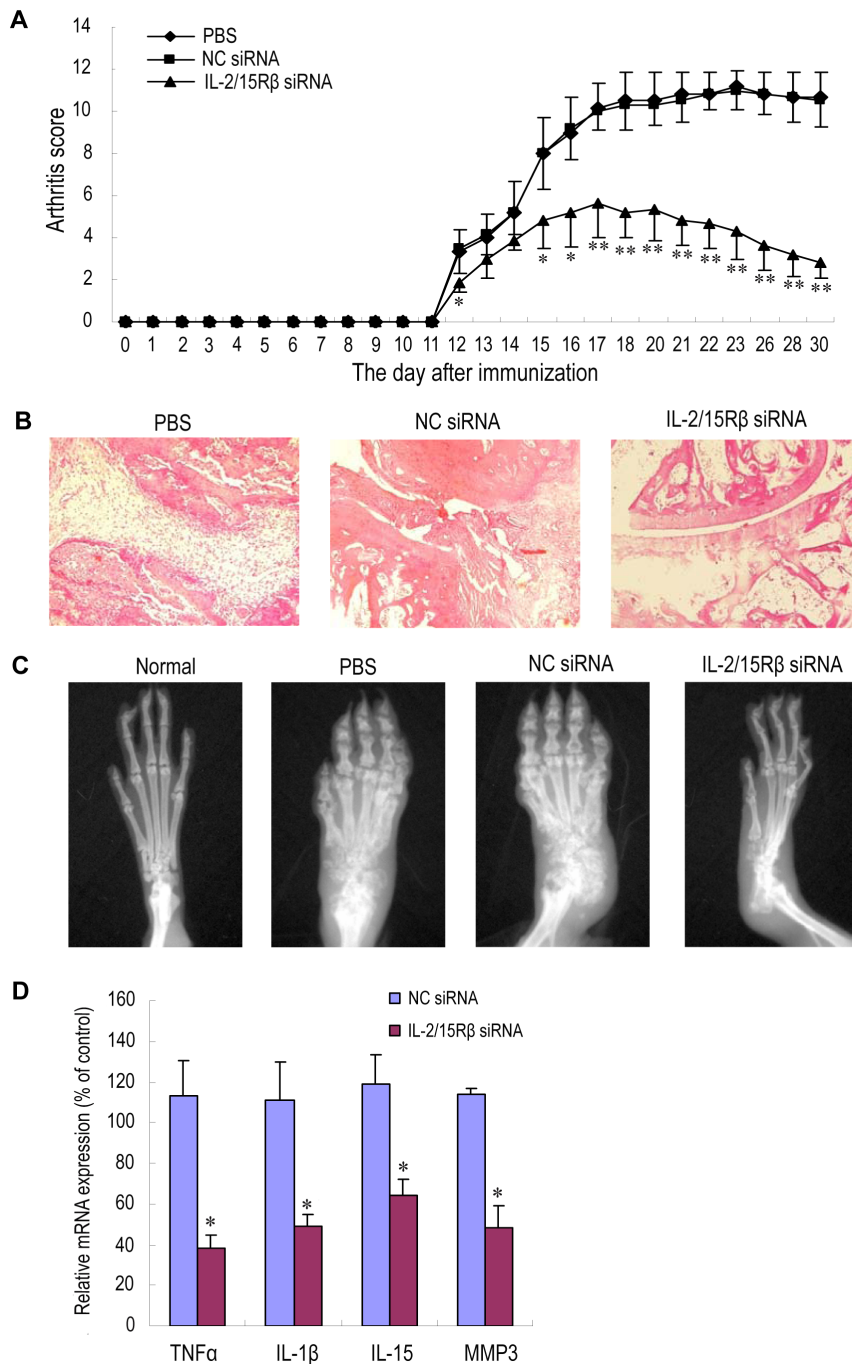 A
14
12
10
8
6
4
2
0
Arthritis score
PBS
NC siRNA
IL-2/15Rβ siRNA
* * * ** ** ** ** ** ** ** ** **
0 1 2 3 4 5 6 7 8 9 10 11 12 13 14 15 16 17 18 20 21 22 23 26 28 30
The day after immunization
B
PBS NC siRNA IL-2/15Rβ siRNA
C
Normal PBS NC siRNA IL-2/15Rβ siRNA
D
160
140
120
100
80
60
40
20
0
Relative mRNA expression (% of control)
NC siRNA
IL-2/15Rβ siRNA
* * * *
TNFα IL-1β IL-15 MMP3